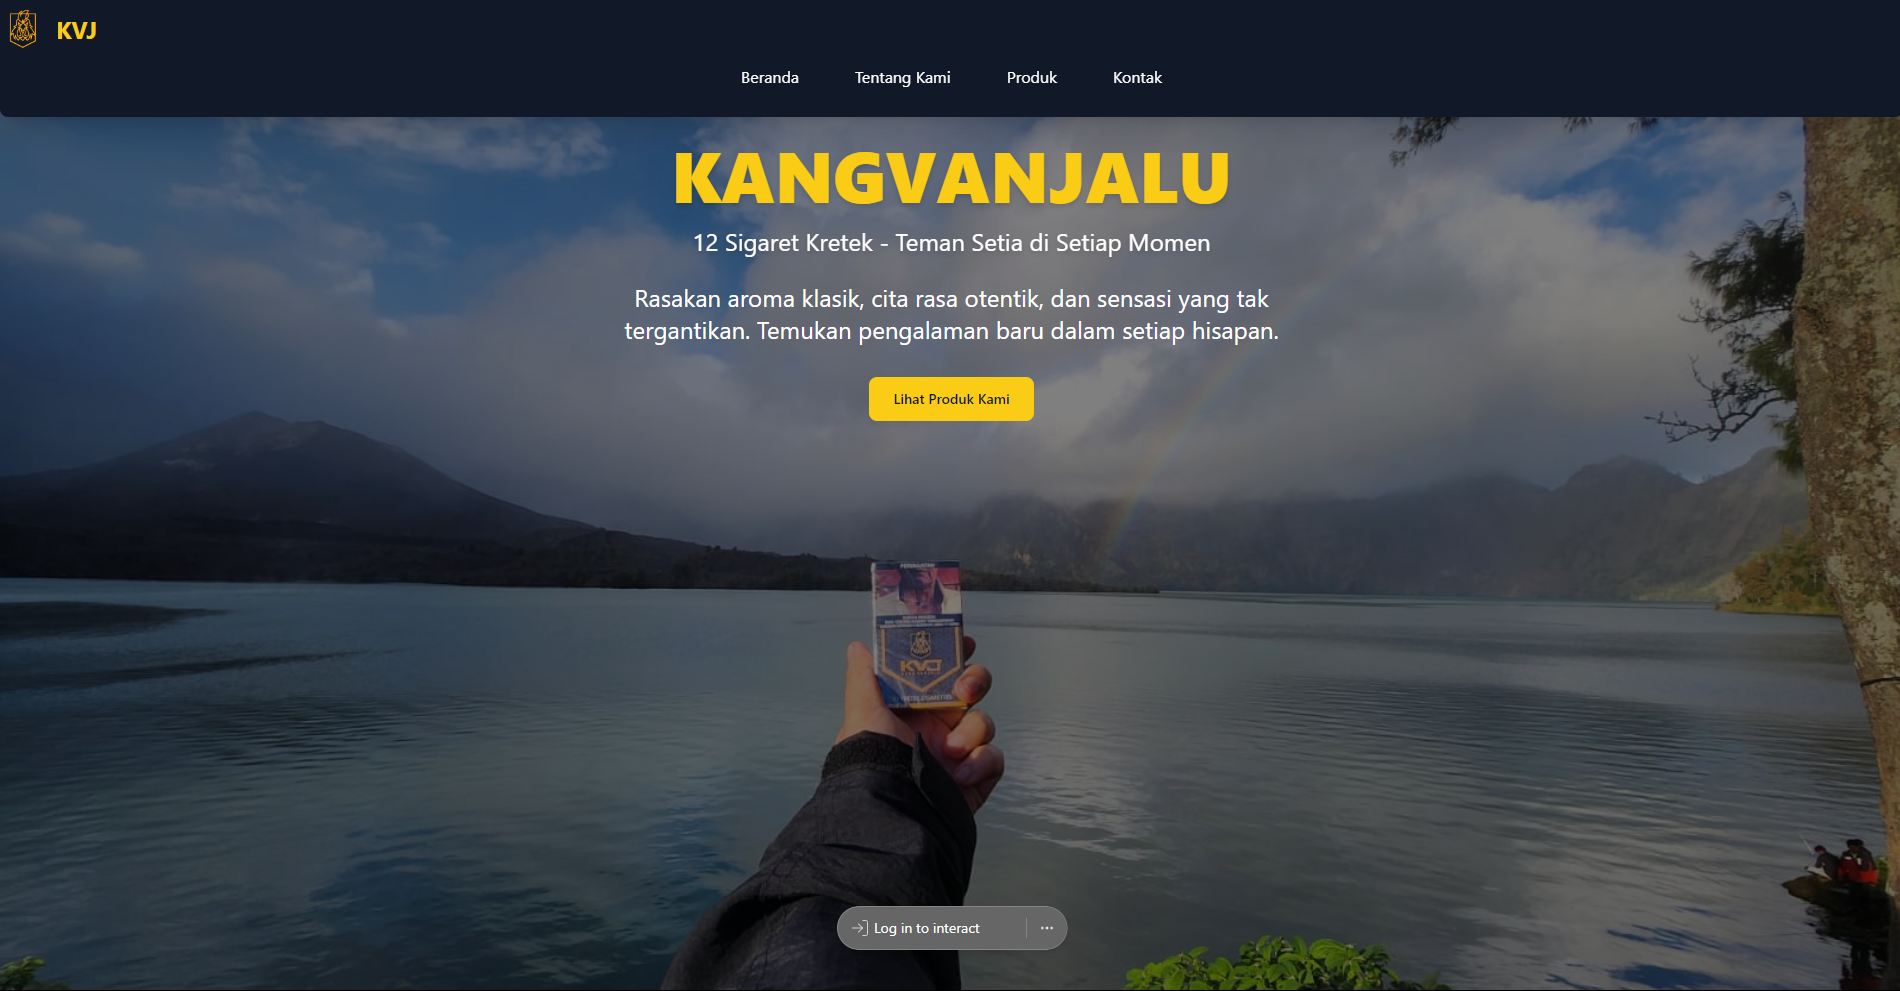 KVJ
Beranda
Tentang Kami
Produk
Kontak
KANGVANJALU
12 Sigaret Kretek - Teman Setia di Setiap Momen
Rasakan aroma klasik, cita rasa otentik, dan sensasi yang tak
tergantikan. Temukan pengalaman baru dalam setiap hisapan.
Lihat Produk Kami
PERINGATAN
KVJ
Log in to interact